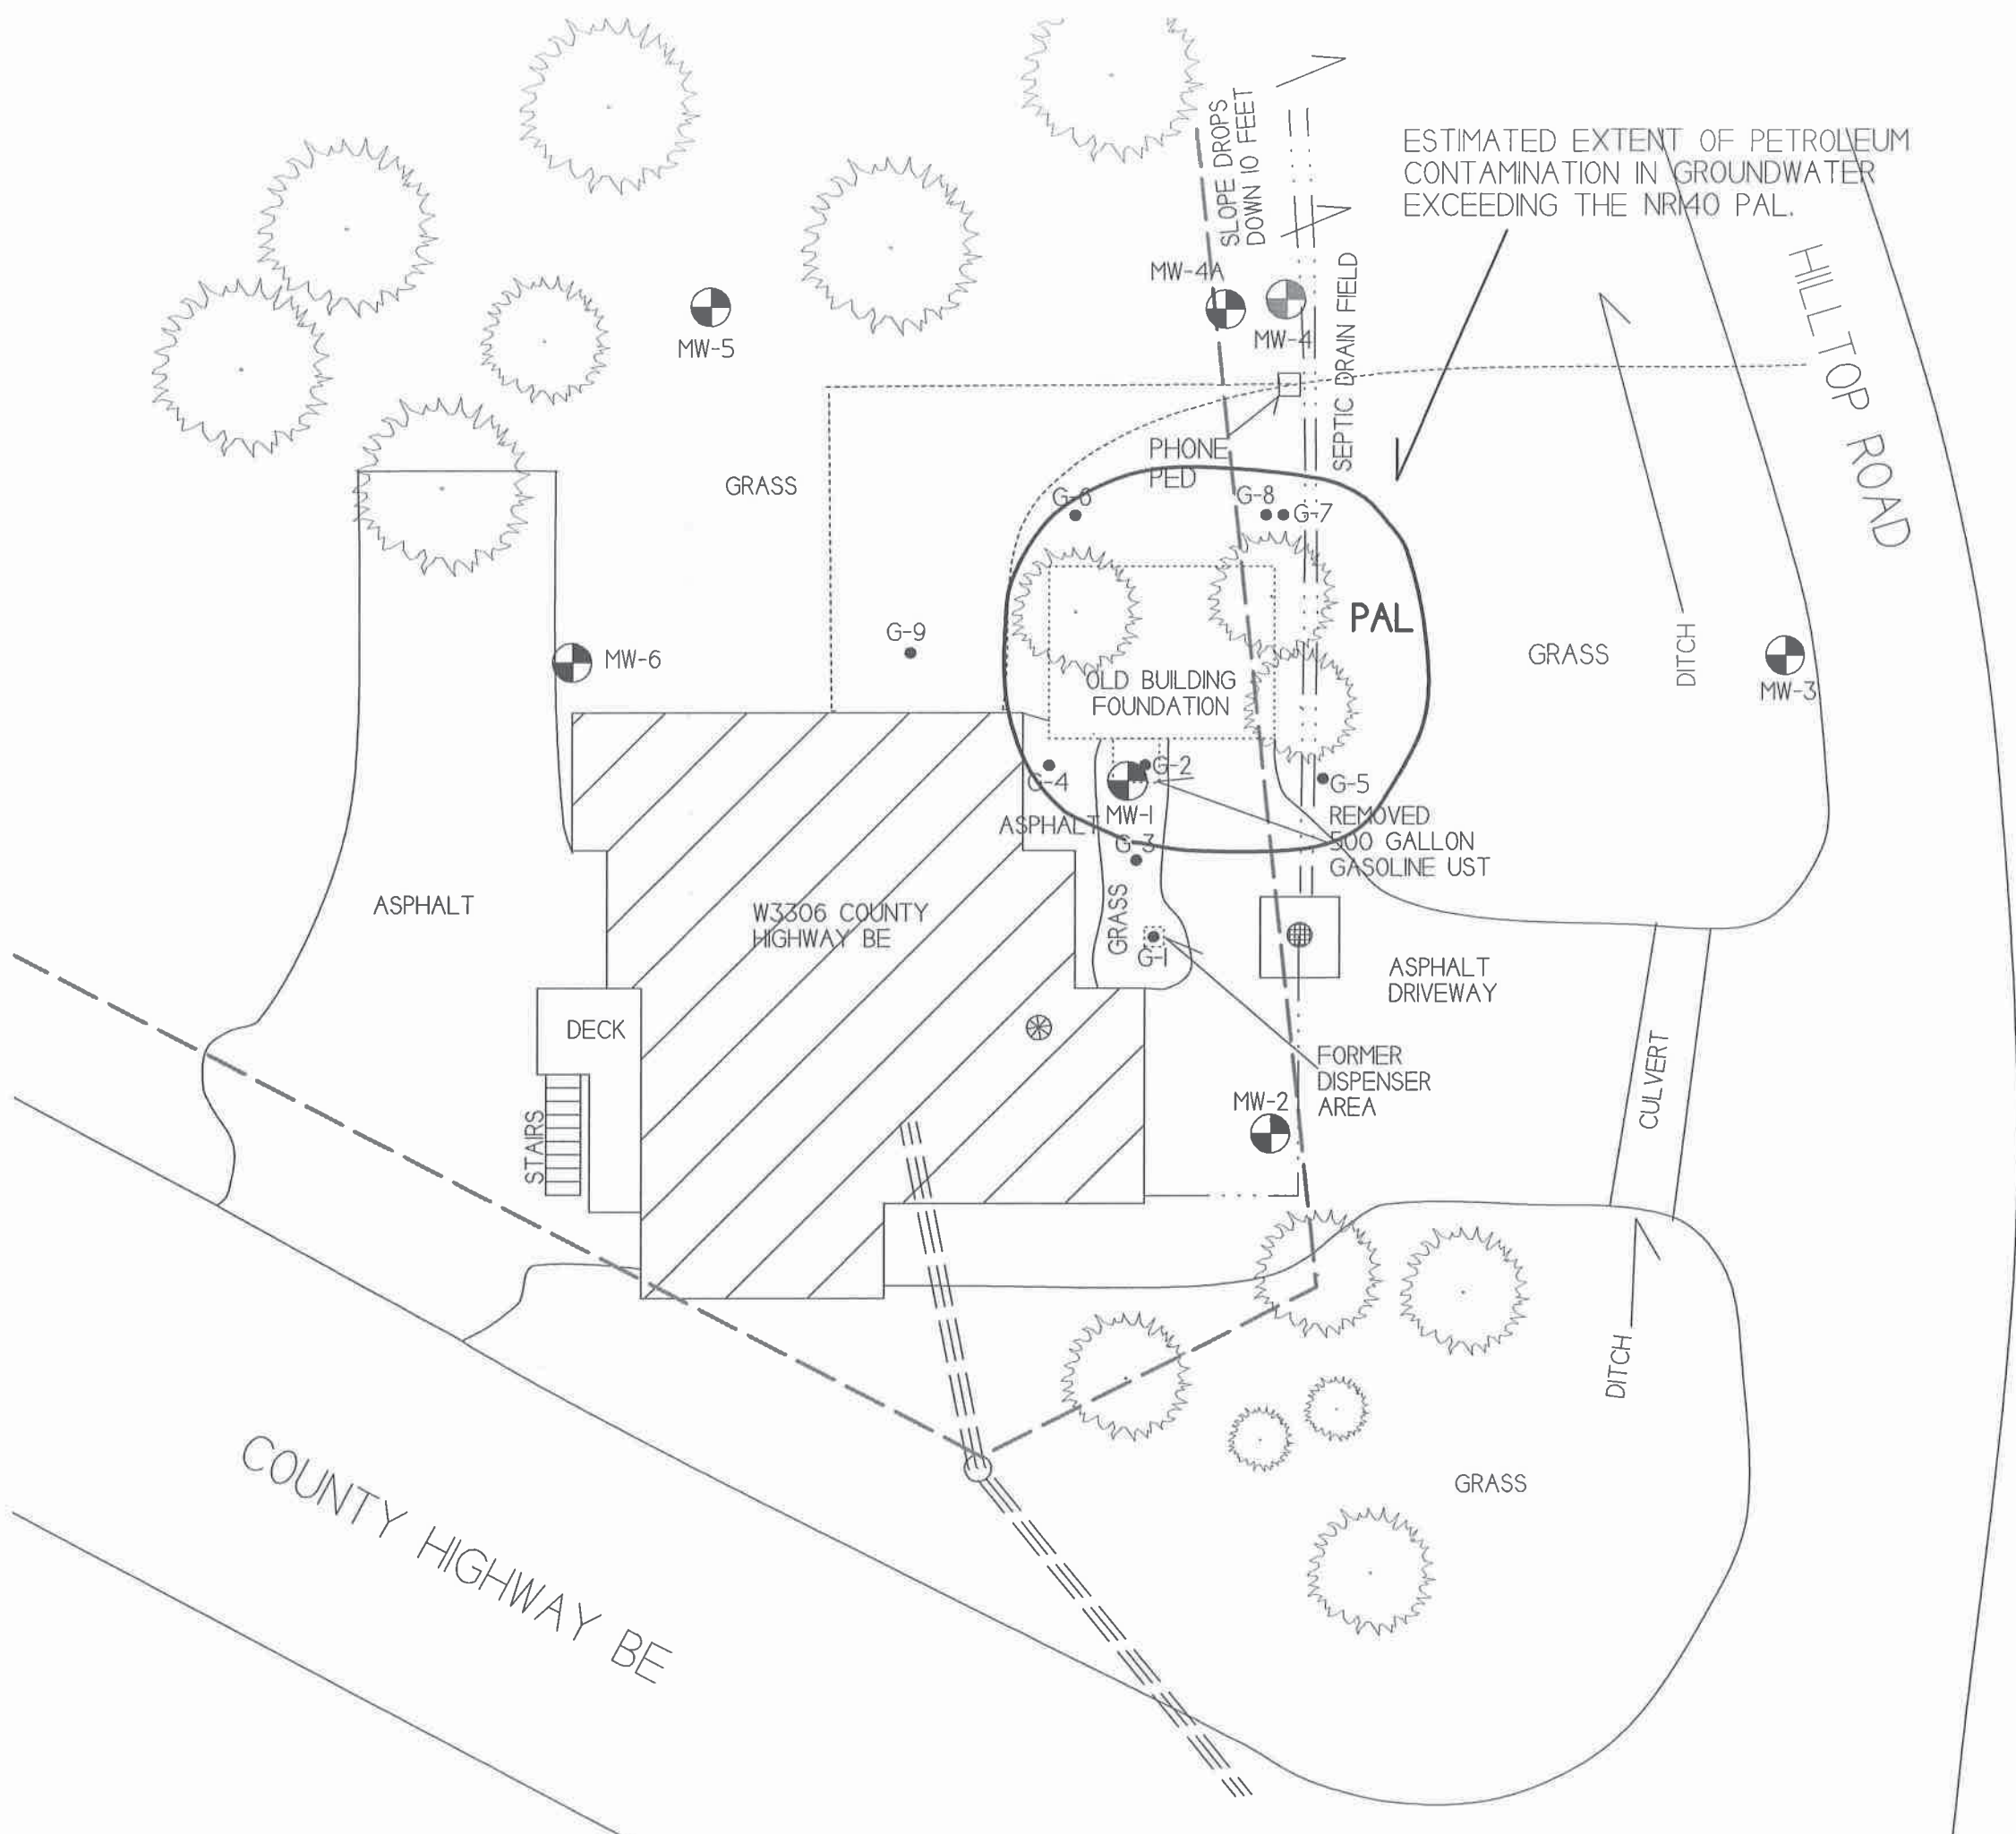 SLOPE DROPS
DOWN 10 FEET
ESTIMATED EXTENT OF PETROLEUM
CONTAMINATION IN GROUNDWATER
EXCEEDING THE NR140 PAL.
HILLTOP ROAD
MW-4A
MW-4
MW-5
SEPTIC DRAIN FIELD
PHONE
PED
GRASS
G-6
G-8
G-7
PAL
G-9
MW-6
GRASS
DITCH
MW-3
OLD BUILDING
FOUNDATION
G-4
G-2
G-5
MW-1
ASPHALT
G-3
REMOVED
500 GALLON
GASOLINE UST
ASPHALT
W3306 COUNTY
HIGHWAY BE
GRASS
G-1
ASPHALT
DRIVEWAY
DECK
STAIRS
FORMER
DISPENSER
AREA
CULVERT
MW-2
DITCH
GRASS
COUNTY HIGHWAY BE